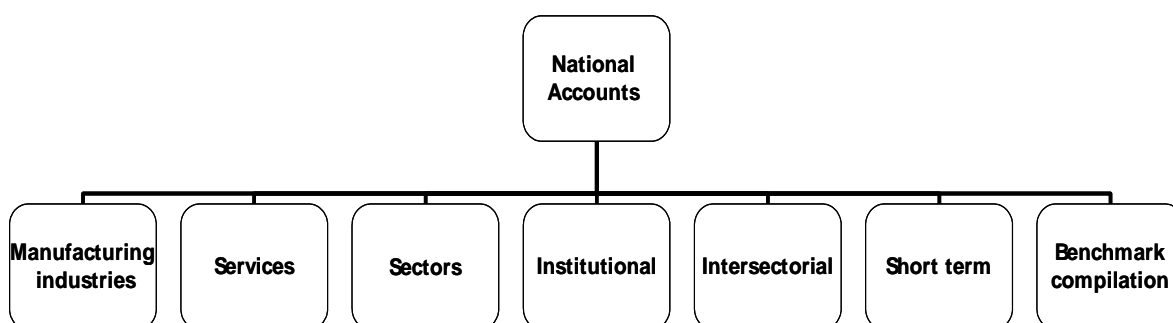 National
Accounts
Manufacturing
industries
Services
Sectors
Institutional
Intersectorial
Short term
Benchmark
compilation